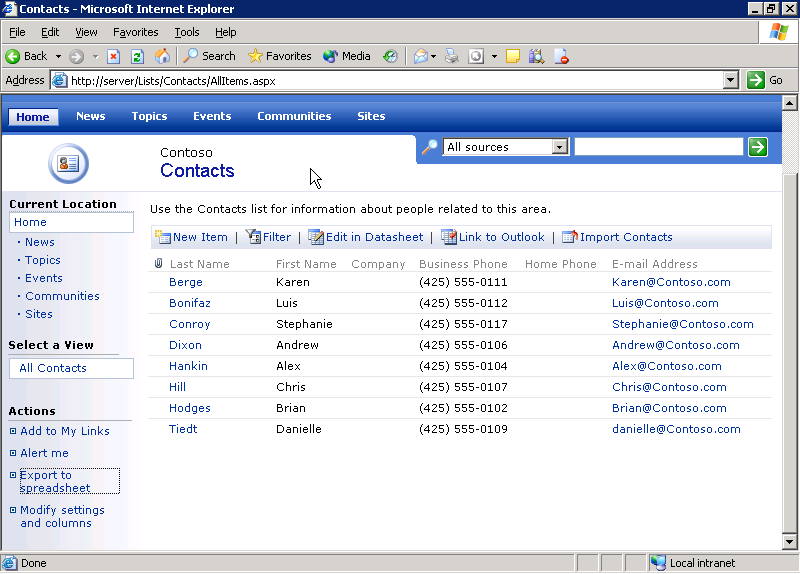 Contacts - Microsoft Internet Explorer
File Edit View Favorites Tools Help
Back Search Favorites Media
Address http://server/Lists/Contacts/AllItems.aspx Go
Home News Topics Events Communities Sites
Contoso
Contacts
All sources
Current Location
Home
News
Topics
Events
Communities
Sites
Select a View
All Contacts
Actions
Add to My Links
Alert me
Export to
spreadsheet
Modify settings
and columns
Use the Contacts list for information about people related to this area.
New Item | Filter | Edit in Datasheet | Link to Outlook | Import Contacts
Last Name First Name Company Business Phone Home Phone E-mail Address
Berge Karen (425) 555-0111 Karen@Contoso.com
Bonifaz Luis (425) 555-0112 Luis@Contoso.com
Conroy Stephanie (425) 555-0117 Stephanie@Contoso.com
Dixon Andrew (425) 555-0106 Andrew@Contoso.com
Hankin Alex (425) 555-0104 Alex@Contoso.com
Hill Chris (425) 555-0107 Chris@Contoso.com
Hodges Brian (425) 555-0102 Brian@Contoso.com
Tiedt Danielle (425) 555-0109 danielle@Contoso.com
Done Local intranet